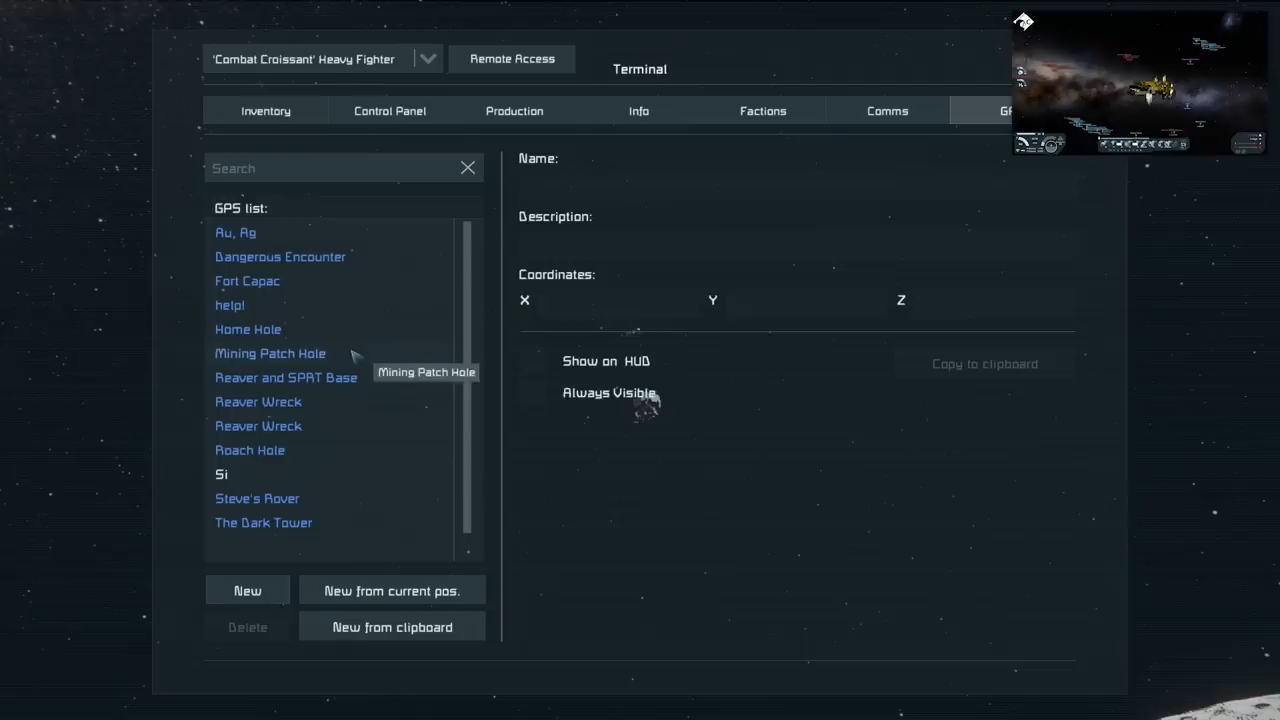 'Combat Croissant' Heavy Fighter
Remote Access
Terminal
Inventory
Control Panel
Production
Info
Factions
Comms
Search
GPS list:
Au, Ag
Dangerous Encounter
Fort Capac
help!
Home Hole
Mining Patch Hole
Mining Patch Hole
Reaver and SPRT Base
Reaver Wreck
Reaver Wreck
Roach Hole
Si
Steve's Rover
The Dark Tower
New
New from current pos.
Delete
New from clipboard
Name:
Description:
Coordinates:
X
Y
Z
Show on HUD
Copy to clipboard
Always Visible